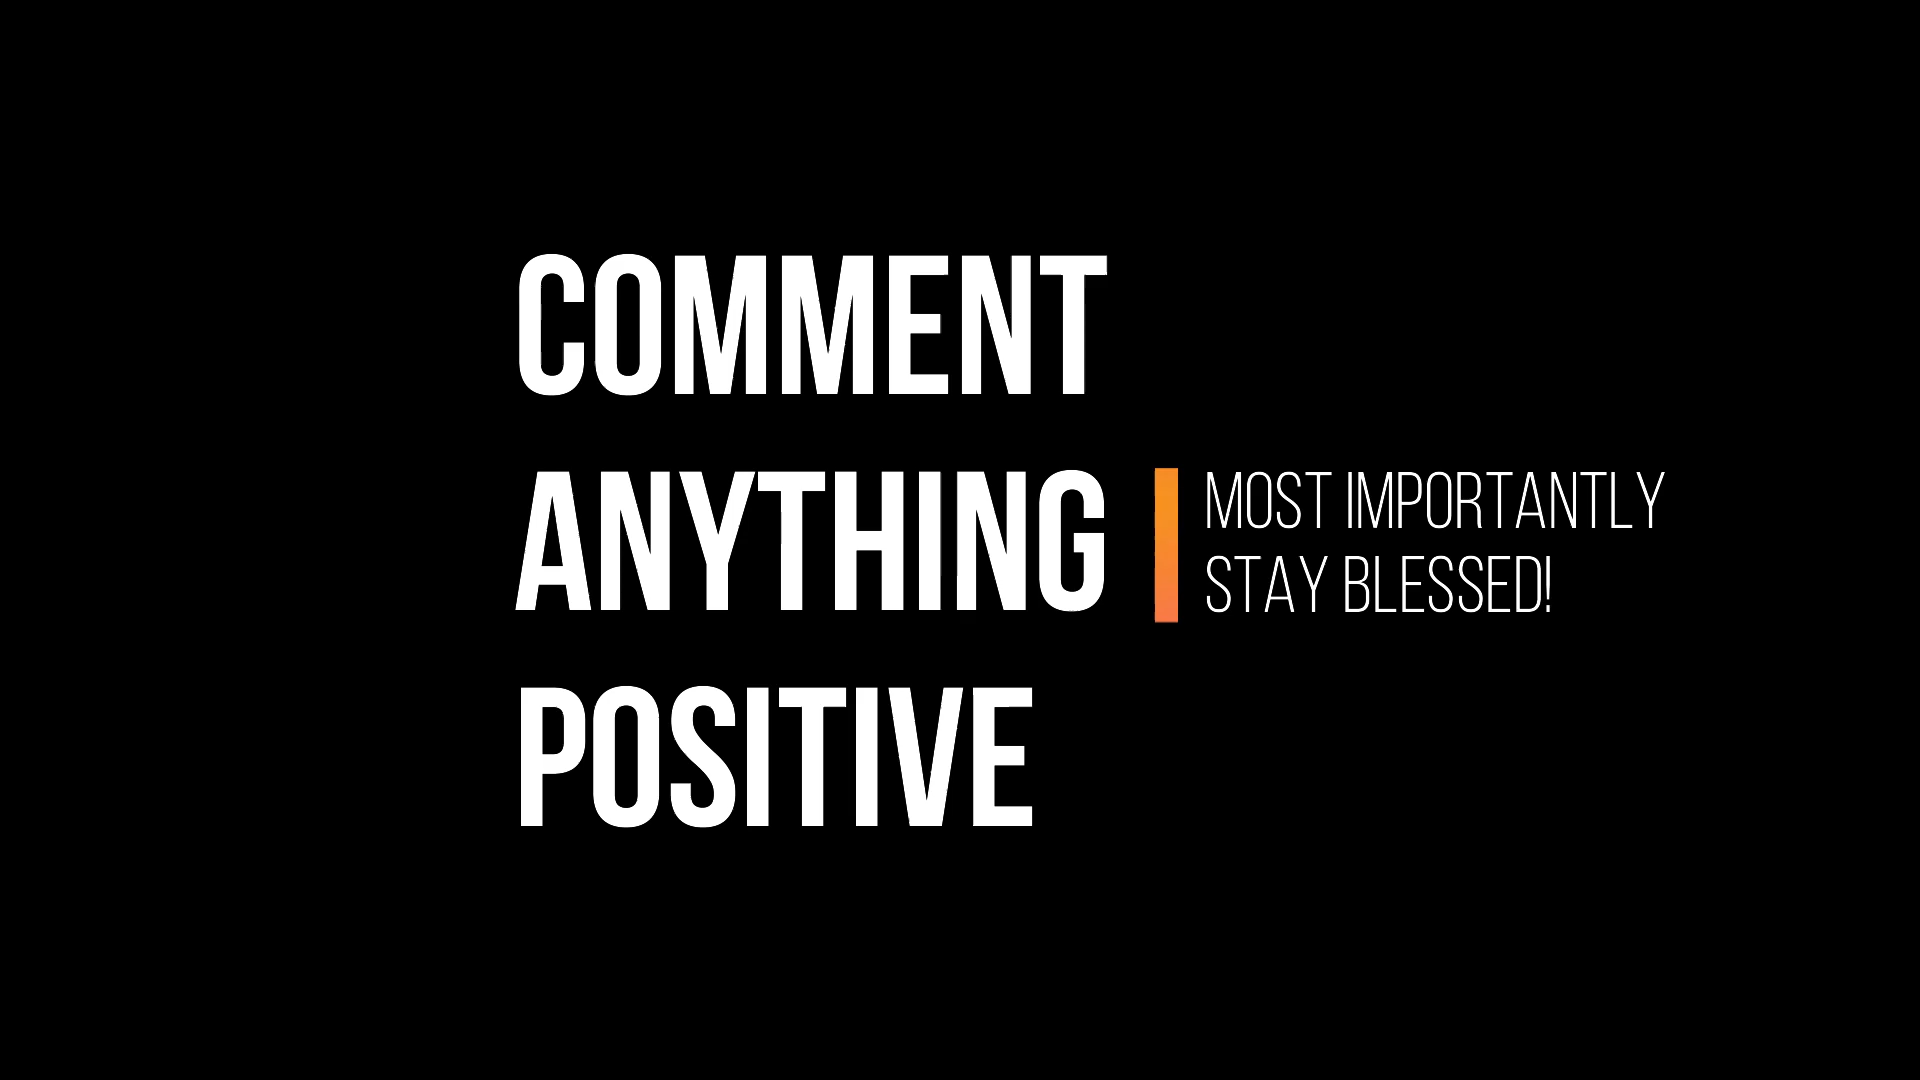 COMMENT
ANYTHING
POSITIVE
MOST IMPORTANTLY
STAY BLESSED!